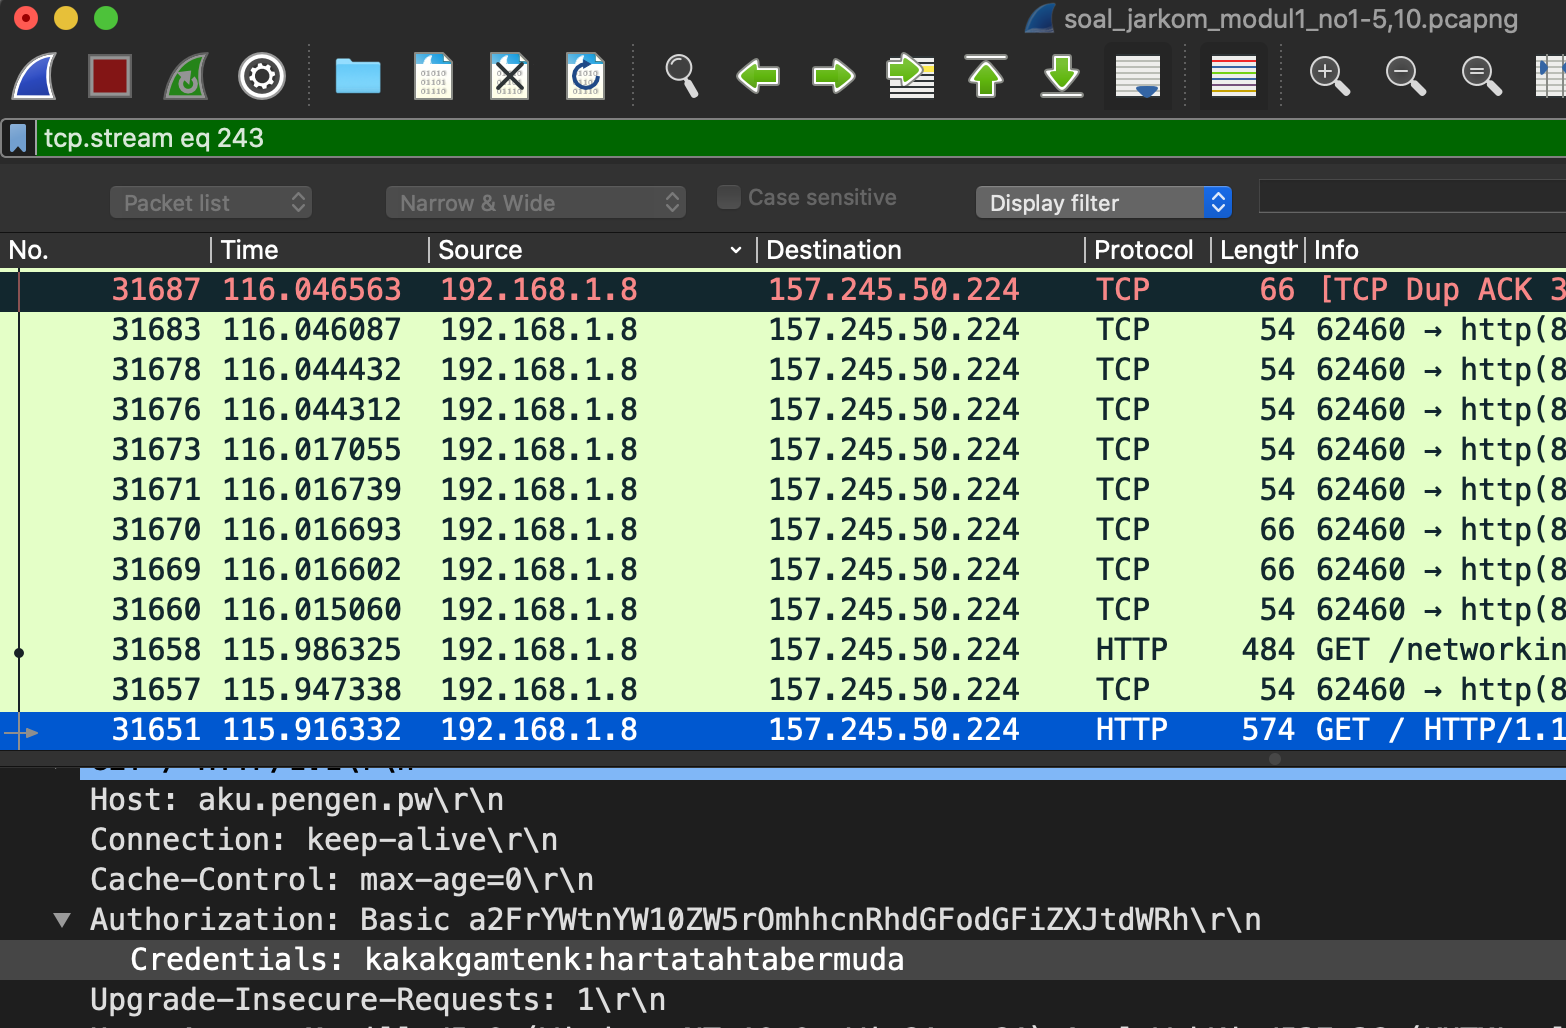 soal_jarkom_modul1_no1-5,10.pcapng
tcp.stream eq 243
Packet list Narrow & Wide Case sensitive Display filter
No. Time Source Destination Protocol Length Info
31687 116.046563 192.168.1.8 157.245.50.224 TCP 66 [TCP Dup ACK 3
31683 116.046087 192.168.1.8 157.245.50.224 TCP 54 62460 → http(8
31678 116.044432 192.168.1.8 157.245.50.224 TCP 54 62460 → http(8
31676 116.044312 192.168.1.8 157.245.50.224 TCP 54 62460 → http(8
31673 116.017055 192.168.1.8 157.245.50.224 TCP 54 62460 → http(8
31671 116.016739 192.168.1.8 157.245.50.224 TCP 54 62460 → http(8
31670 116.016693 192.168.1.8 157.245.50.224 TCP 66 62460 → http(8
31669 116.016602 192.168.1.8 157.245.50.224 TCP 66 62460 → http(8
31660 116.015060 192.168.1.8 157.245.50.224 TCP 54 62460 → http(8
31658 115.986325 192.168.1.8 157.245.50.224 HTTP 484 GET /networkin
31657 115.947338 192.168.1.8 157.245.50.224 TCP 54 62460 → http(8
31651 115.916332 192.168.1.8 157.245.50.224 HTTP 574 GET / HTTP/1.1
Host: aku.pengen.pw\r\n
Connection: keep-alive\r\n
Cache-Control: max-age=0\r\n
Authorization: Basic a2FrYWtnYW10ZW5rOmhhcnRhdGFodGFiZXJtdWRh\r\n
Credentials: kakakgamtenk:hartatahtabermuda
Upgrade-Insecure-Requests: 1\r\n